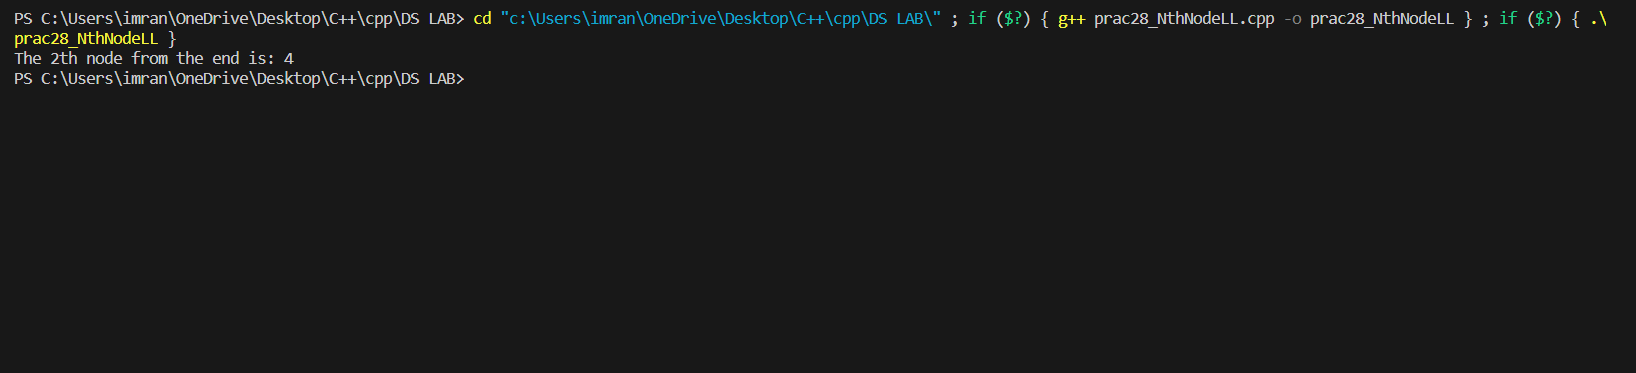 PS C:\Users\imran\OneDrive\Desktop\C++\cpp\DS LAB> cd "c:\Users\imran\OneDrive\Desktop\C++\cpp\DS LAB\" ; if ($?) { g++ prac28_NthNodeLL.cpp -o prac28_NthNodeLL } ; if ($?) { .\
prac28_NthNodeLL }
The 2th node from the end is: 4
PS C:\Users\imran\OneDrive\Desktop\C++\cpp\DS LAB>